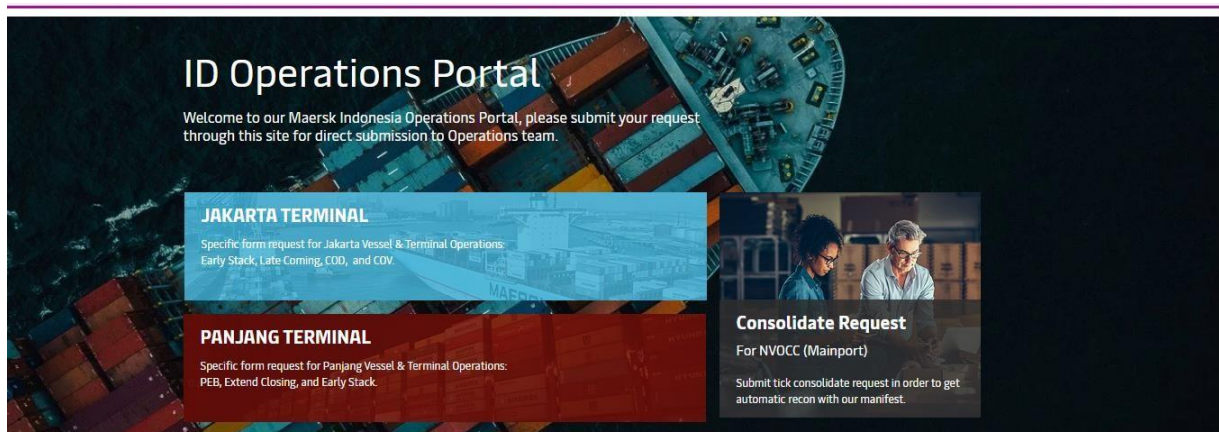 ID Operations Portal
Welcome to our Maersk Indonesia Operations Portal, please submit your request
through this site for direct submission to Operations team.
JAKARTA TERMINAL
Specific form request for Jakarta Vessel & Terminal Operations:
Early Stack, Late Coming, COD, and COV.
MAERSK
PANJANG TERMINAL
Specific form request for Panjang Vessel & Terminal Operations:
PEB, Extend Closing, and Early Stack.
Consolidate Request
For NVOCC (Mainport)
Submit tick consolidate request in order to get
automatic recon with our manifest.